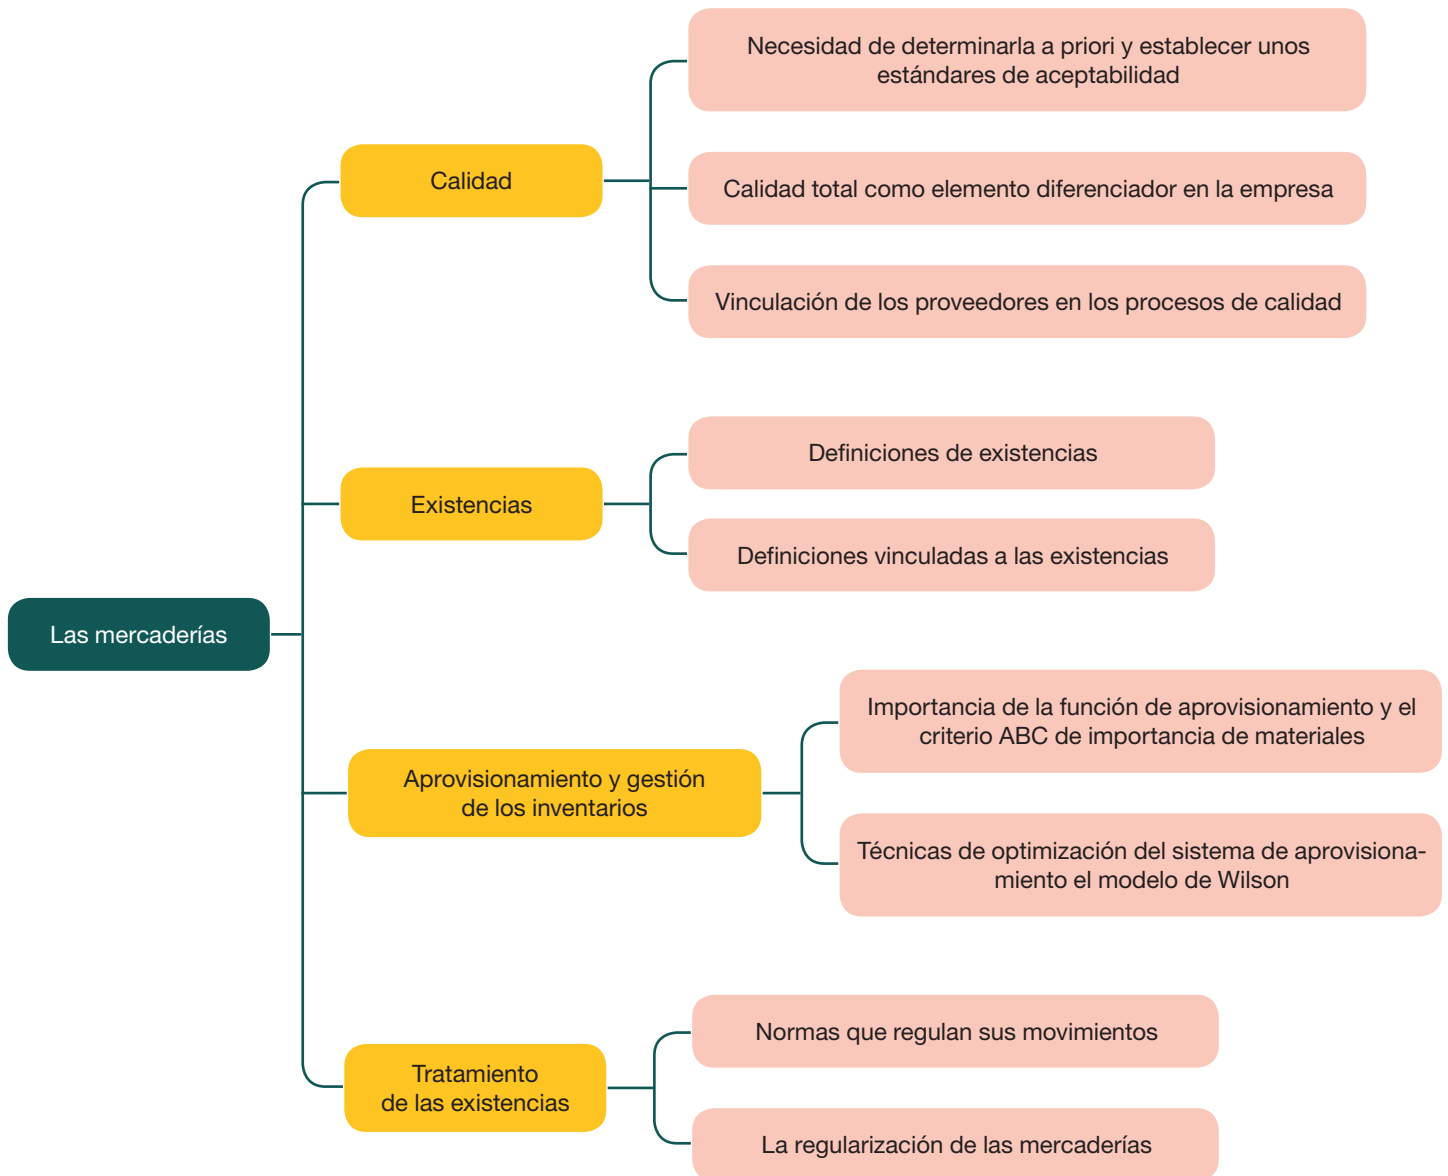 Necesidad de determinarla a priori y establecer unos
estándares de aceptabilidad
Calidad
Calidad total como elemento diferenciador en la empresa
Vinculación de los proveedores en los procesos de calidad
Definiciones de existencias
Existencias
Definiciones vinculadas a las existencias
Las mercaderías
Importancia de la función de aprovisionamiento y el
criterio ABC de importancia de materiales
Aprovisionamiento y gestión
de los inventarios
Técnicas de optimización del sistema de aprovisiona-
miento el modelo de Wilson
Normas que regulan sus movimientos
Tratamiento
de las existencias
La regularización de las mercaderías